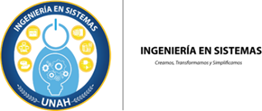 INGENIERÍA EN SISTEMAS
UNAH
INGENIERÍA EN SISTEMAS
Creamos, Transformamos y Simplificamos